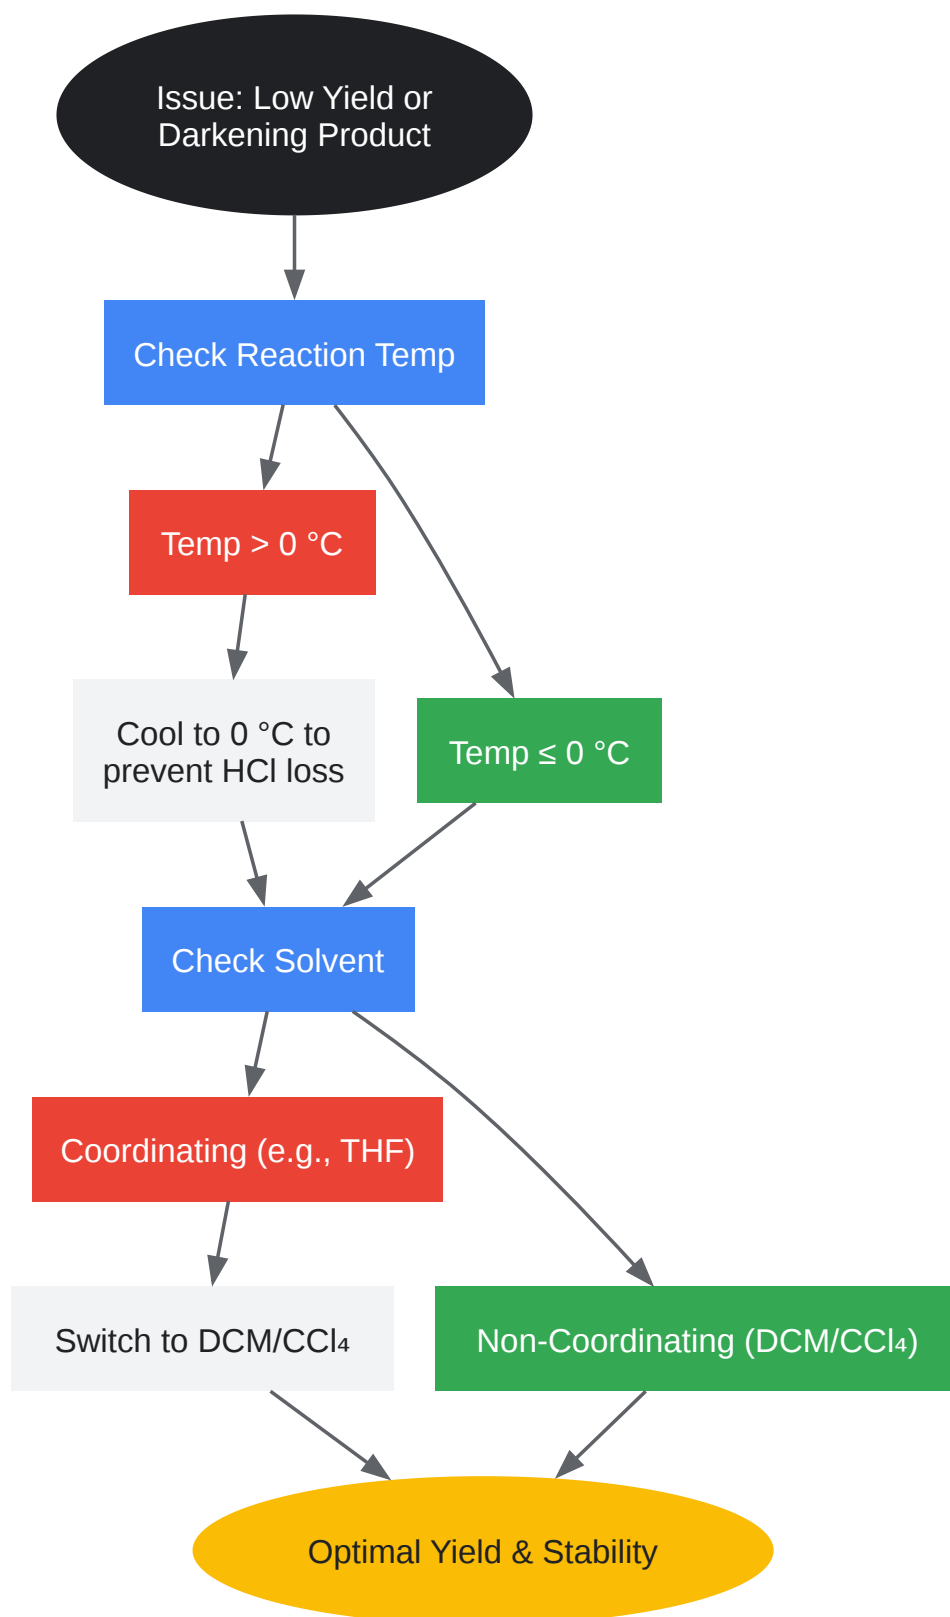 Issue: Low Yield or
Darkening Product
Check Reaction Temp
Temp > 0 °C
Cool to 0 °C to
prevent HCl loss
Temp ≤ 0 °C
Check Solvent
Coordinating (e.g., THF)
Switch to DCM/CCl₄
Non-Coordinating (DCM/CCl₄)
Optimal Yield & Stability